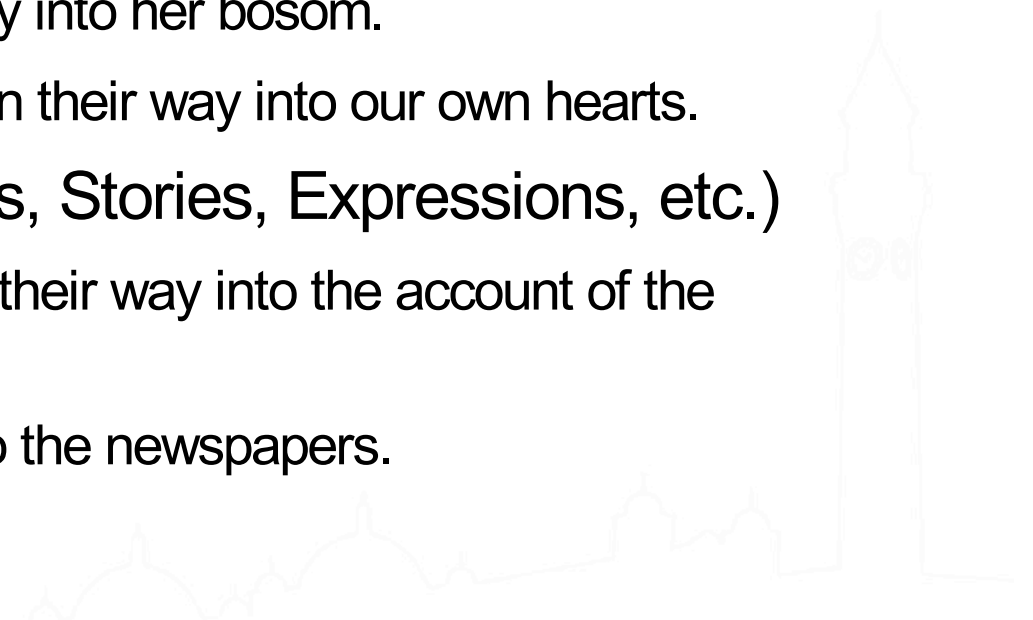 y into her bosom.
n their way into our own hearts.
s, Stories, Expressions, etc.)
their way into the account of the
o the newspapers.